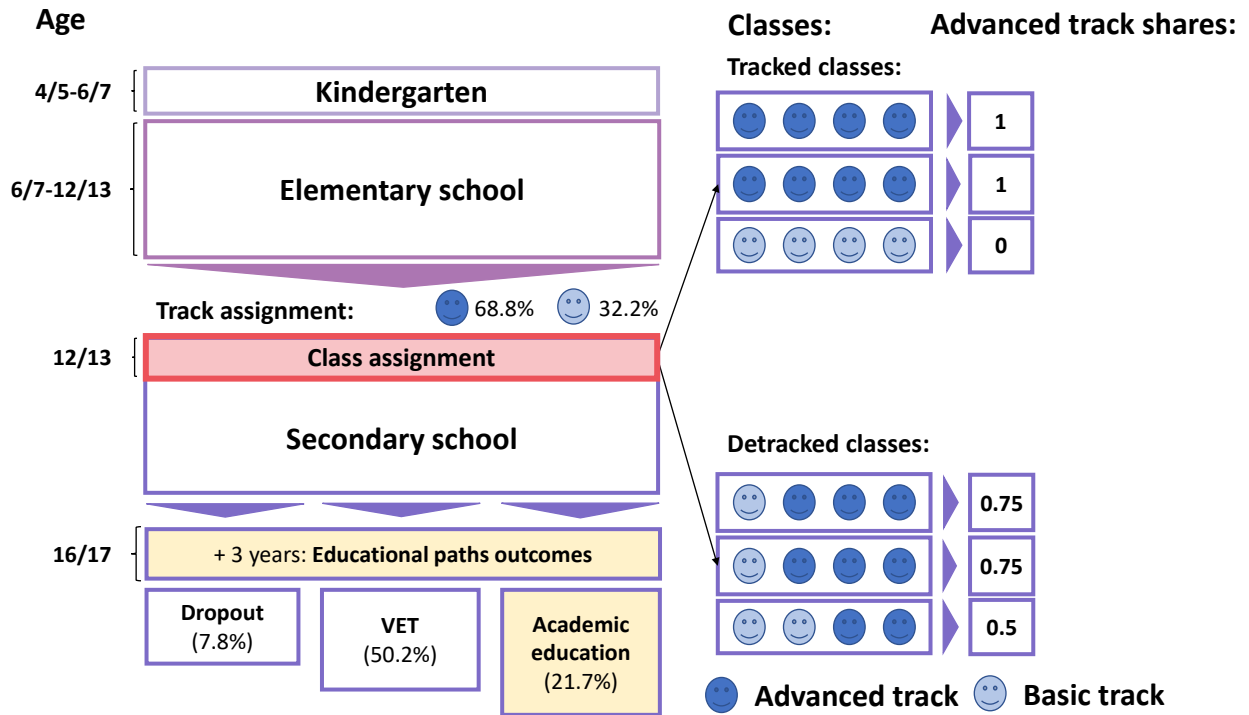 Age
Classes:
Advanced track shares:
Tracked classes:
4/5-6/7
Kindergarten
1
6/7-12/13
Elementary school
1
0
Track assignment:
68.8%
32.2%
12/13
Class assignment
Secondary school
Detracked classes:
0.75
16/17
+ 3 years: Educational paths outcomes
0.75
Dropout
(7.8%)
VET
(50.2%)
Academic
education
(21.7%)
0.5
Advanced track
Basic track